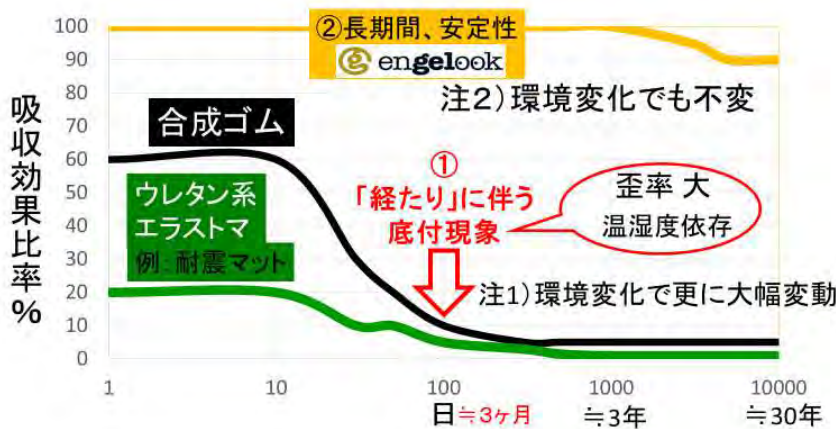 100
90
80
70
60
50
40
30
20
10
0
吸収効果比率%
②長期間、安定性
engelook
注2）環境変化でも不変
合成ゴム
①
「経たり」に伴う
底付現象
歪率 大
温湿度依存
ウレタン系
エラストマ
例：耐震マット
注1）環境変化で更に大幅変動
1
10
100
1000
10000
日≒3ヶ月
≒3年
≒30年